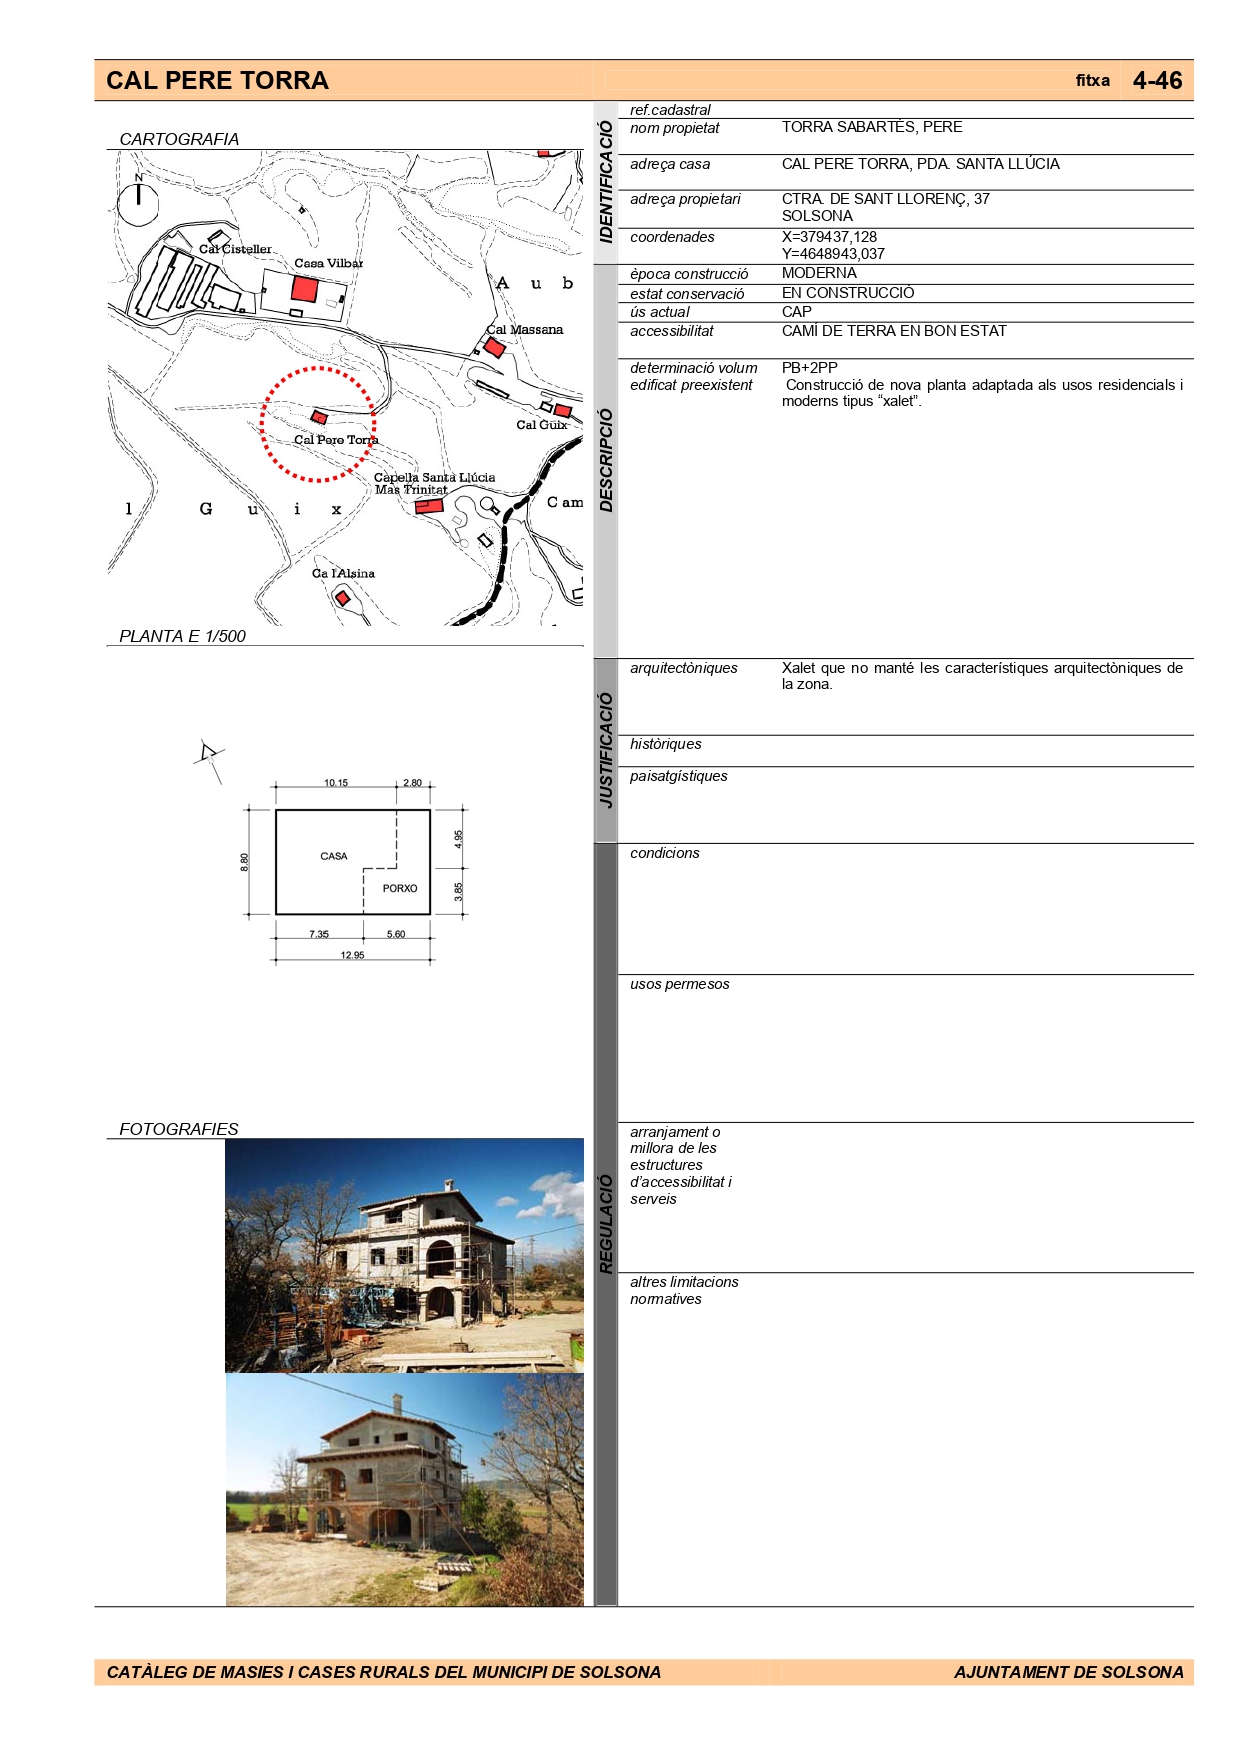 CAL PERE TORRA
fitxa 4-46
CARTOGRAFIA
N
Cal Cisteller
Casa Vilbar
A u b
Cal Massana
Cal Guix
Cal Pere Torra
Capella Santa Llúcia
Mas Trinitat
C am
l G u i x
Ca l'Alsina
PLANTA E 1/500
10.15 2.80
8.80
4.95
CASA
PORXO
3.85
7.35 5.60
12.95
FOTOGRAFIES
IDENTIFICACIÓ
ref.cadastral
nom propietat TORRA SABARTÉS, PERE
adreça casa CAL PERE TORRA, PDA. SANTA LLÚCIA
adreça propietari CTRA. DE SANT LLORENÇ, 37
SOLSONA
coordenades X=379437,128
Y=4648943,037
DESCRIPCIÓ
època construcció MODERNA
estat conservació EN CONSTRUCCIÓ
ús actual CAP
accessibilitat CAMÍ DE TERRA EN BON ESTAT
determinació volum PB+2PP
edificat preexistent Construcció de nova planta adaptada als usos residencials i
moderns tipus “xalet”.
JUSTIFICACIÓ
arquitectòniques Xalet que no manté les característiques arquitectòniques de
la zona.
històriques
paisatgístiques
REGULACIÓ
condicions
usos permesos
arranjament o
millora de les
estructures
d’accessibilitat i
serveis
altres limitacions
normatives
CATÀLEG DE MASIES I CASES RURALS DEL MUNICIPI DE SOLSONA
AJUNTAMENT DE SOLSONA